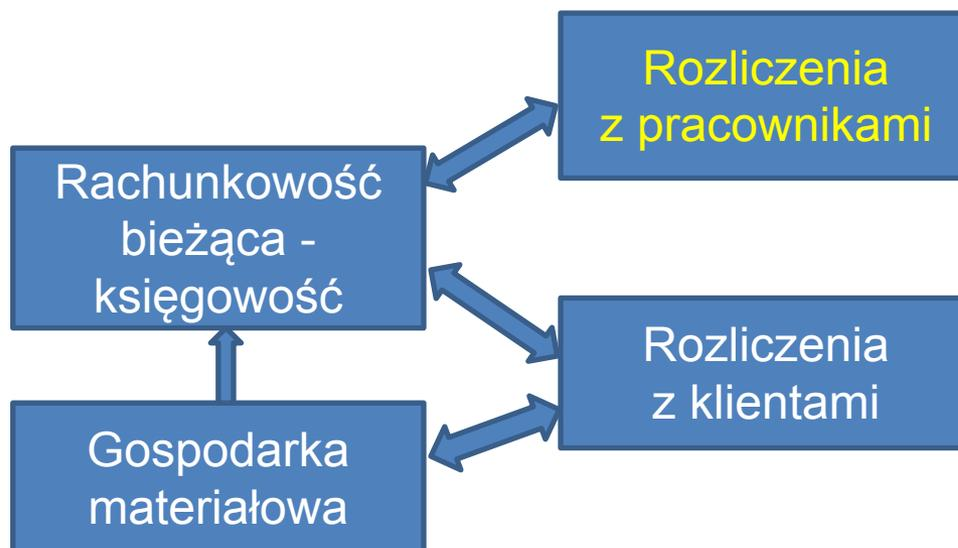 Rozliczenia
z pracownikami
Rachunkowość
bieżąca -
księgowość
Rozliczenia
z klientami
Gospodarka
materiałowa